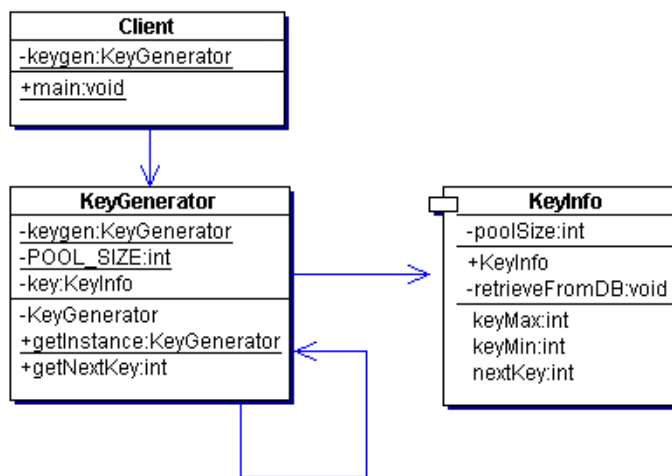 Client
-keygen:KeyGenerator
+main:void
KeyGenerator
-keygen:KeyGenerator
-POOL_SIZE:int
-key:KeyInfo
-KeyGenerator
+getInstance:KeyGenerator
+getNextKey:int
KeyInfo
-poolSize:int
+KeyInfo
-retrieveFromDB:void
keyMax:int
keyMin:int
nextKey:int